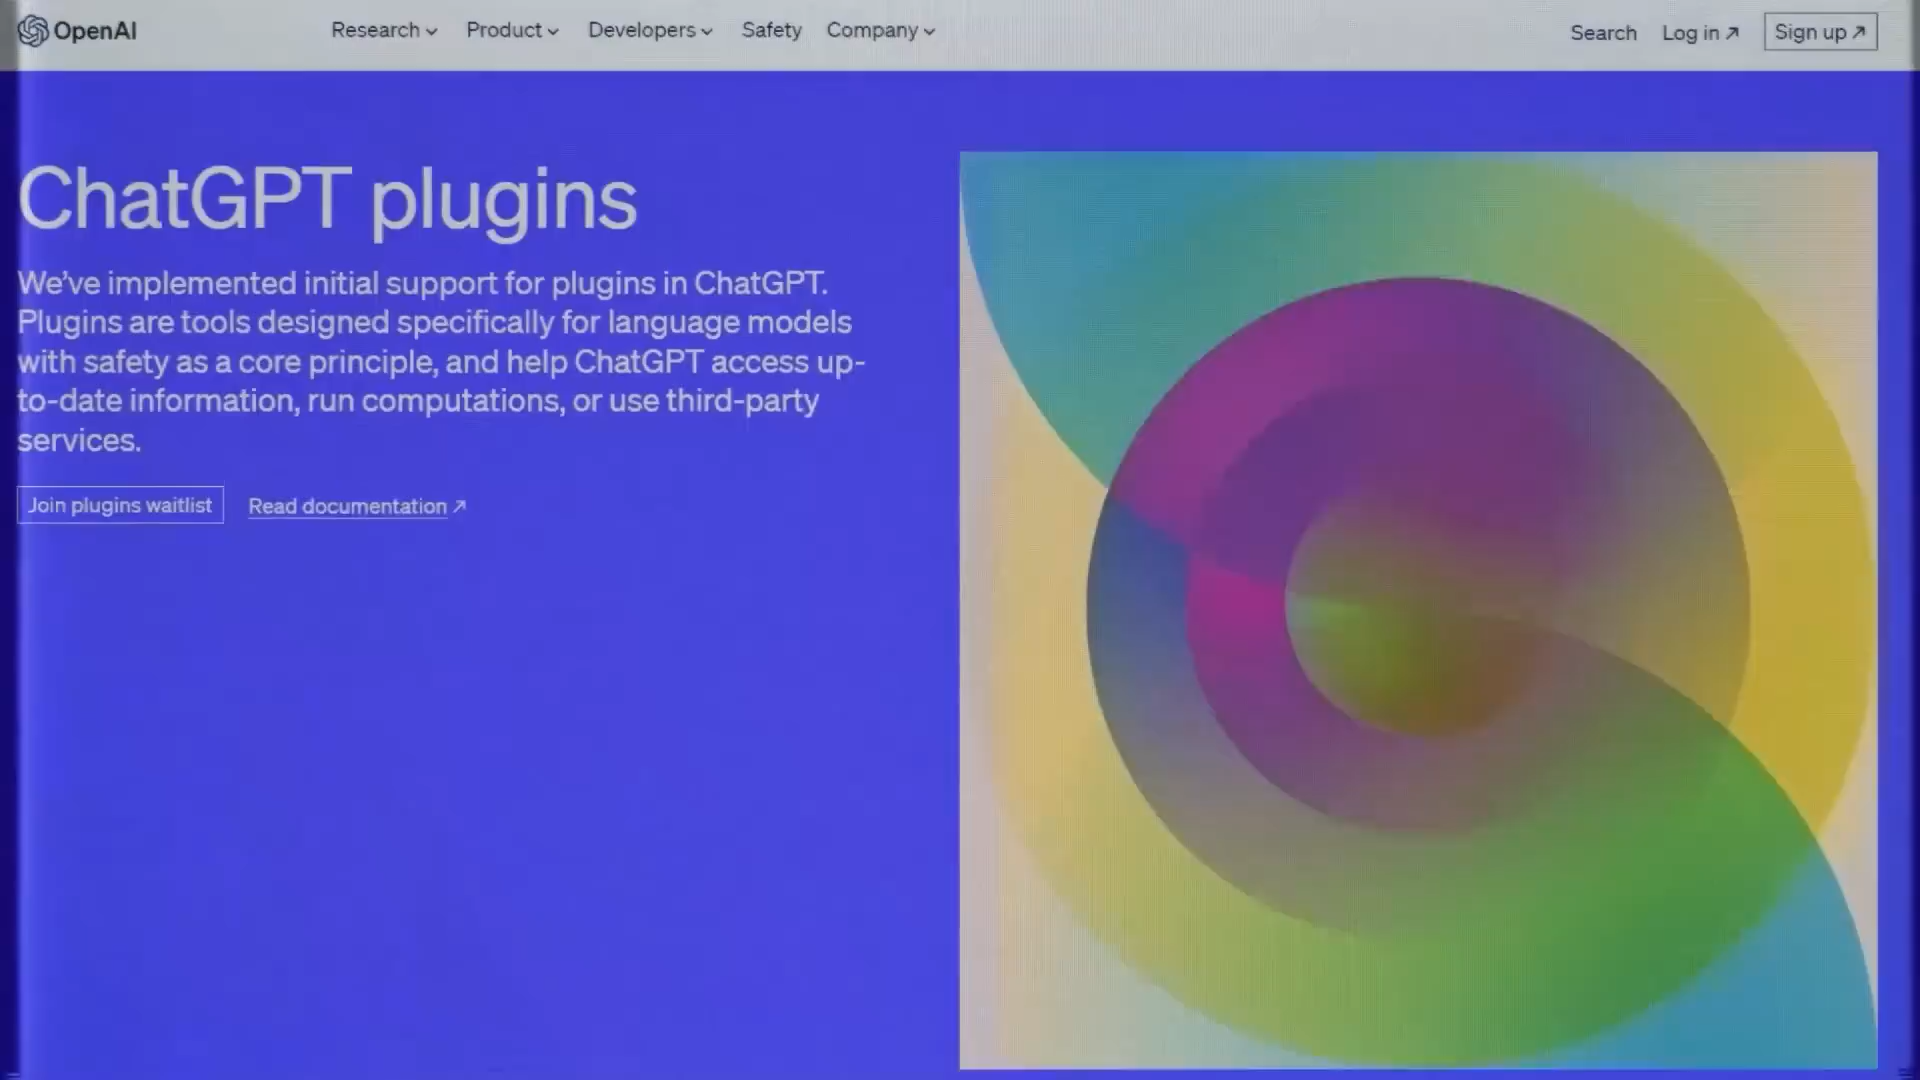 OpenAI
Research
Product
Developers
Safety
Company
Search
Log in ↗
Sign up ↗
ChatGPT plugins
We’ve implemented initial support for plugins in ChatGPT.
Plugins are tools designed specifically for language models
with safety as a core principle, and help ChatGPT access up-
to-date information, run computations, or use third-party
services.
Join plugins waitlist
Read documentation ↗